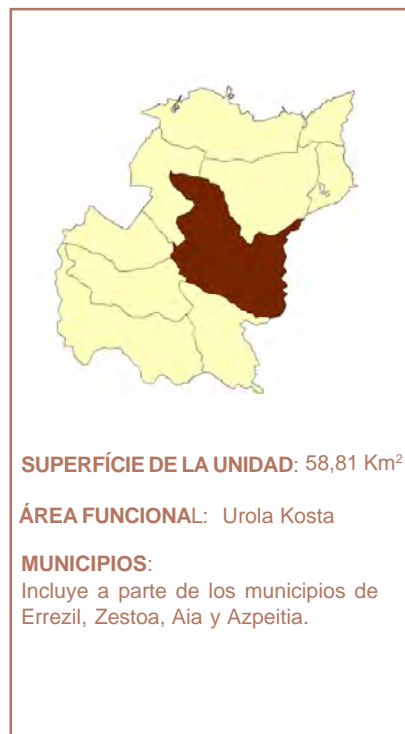 SUPERFÍCIE DE LA UNIDAD: 58,81 Km²
ÁREA FUNCIONAL: Urola Kosta
MUNICIPIOS:
Incluye a parte de los municipios de
Errezil, Zestoa, Aia y Azpeitia.